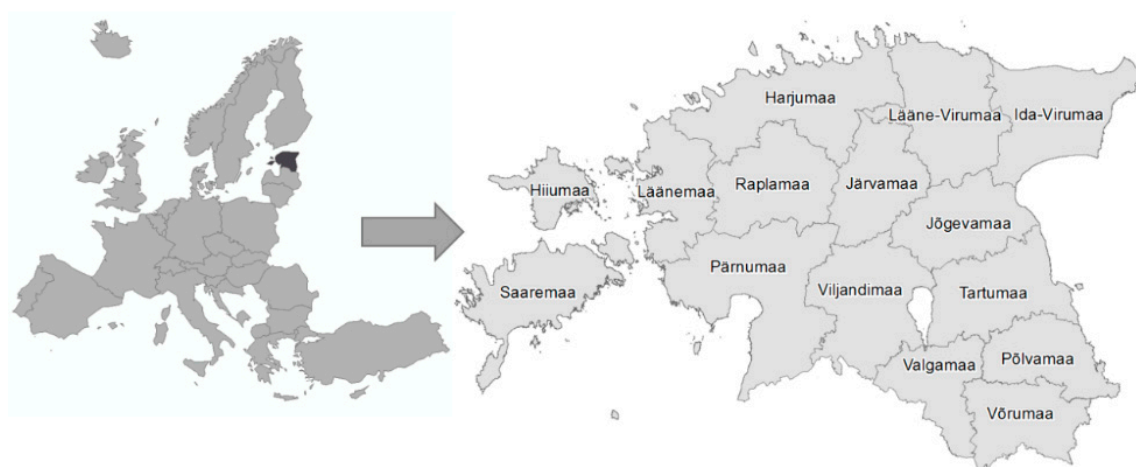 Harjumaa
Lääne-Virumaa
Ida-Virumaa
Hiiumaa
Läänemaa
Raplamaa
Järvamaa
Jõgevamaa
Pärnumaa
Saaremaa
Viljandimaa
Tartumaa
Valgamaa
Põlvamaa
Võrumaa